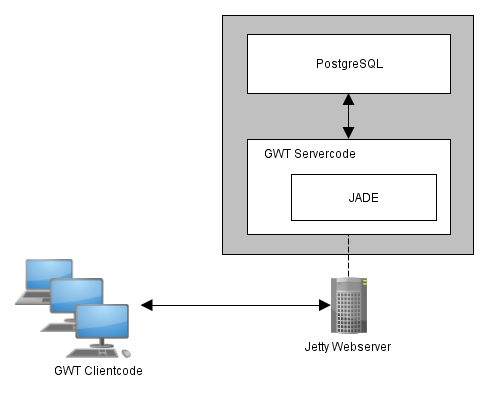 PostgreSQL
GWT Servercode
JADE
GWT Clientcode
Jetty Webserver